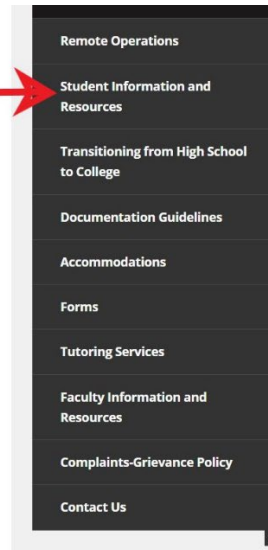 Remote Operations
Student Information and
Resources
Transitioning from High School
to College
Documentation Guidelines
Accommodations
Forms
Tutoring Services
Faculty Information and
Resources
Complaints-Grievance Policy
Contact Us